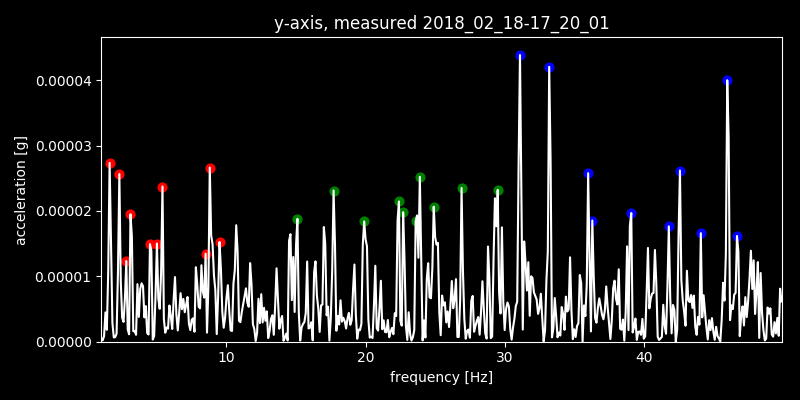 y-axis, measured 2018_02_18-17_20_01
acceleration [g]
0.00004
0.00003
0.00002
0.00001
0.00000
10 20 30 40
frequency [Hz]